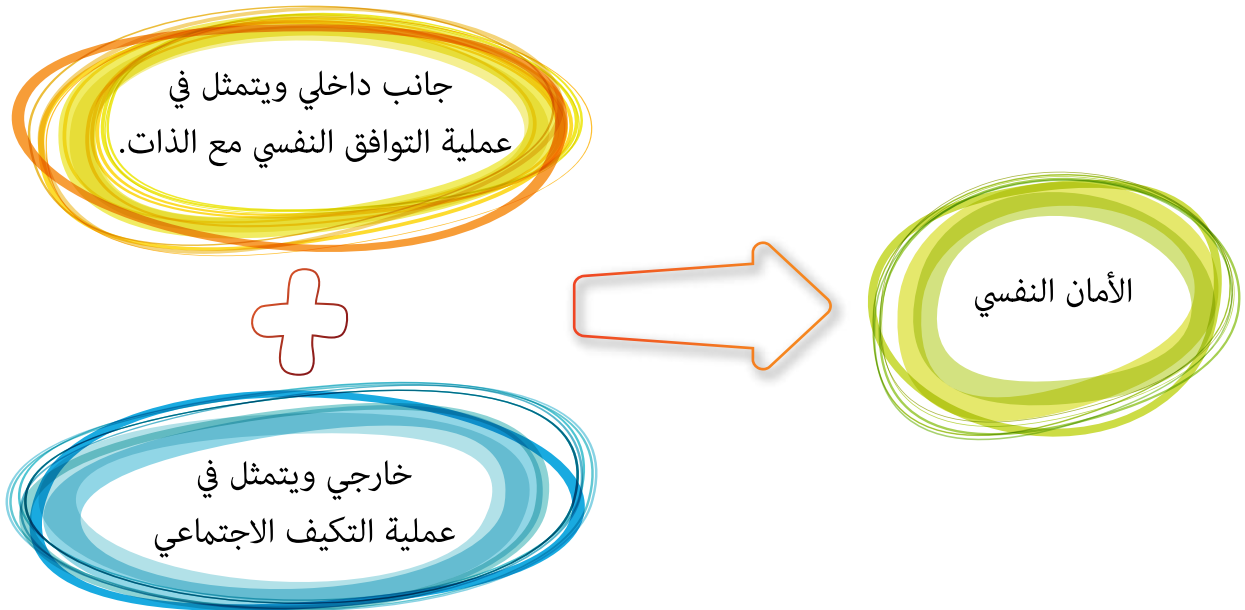 جانب داخلي ويتمثل في
عملية التوافق النفسي مع الذات.
خارجي ويتمثل في
عملية التكيف الاجتماعي
الأمان النفسي